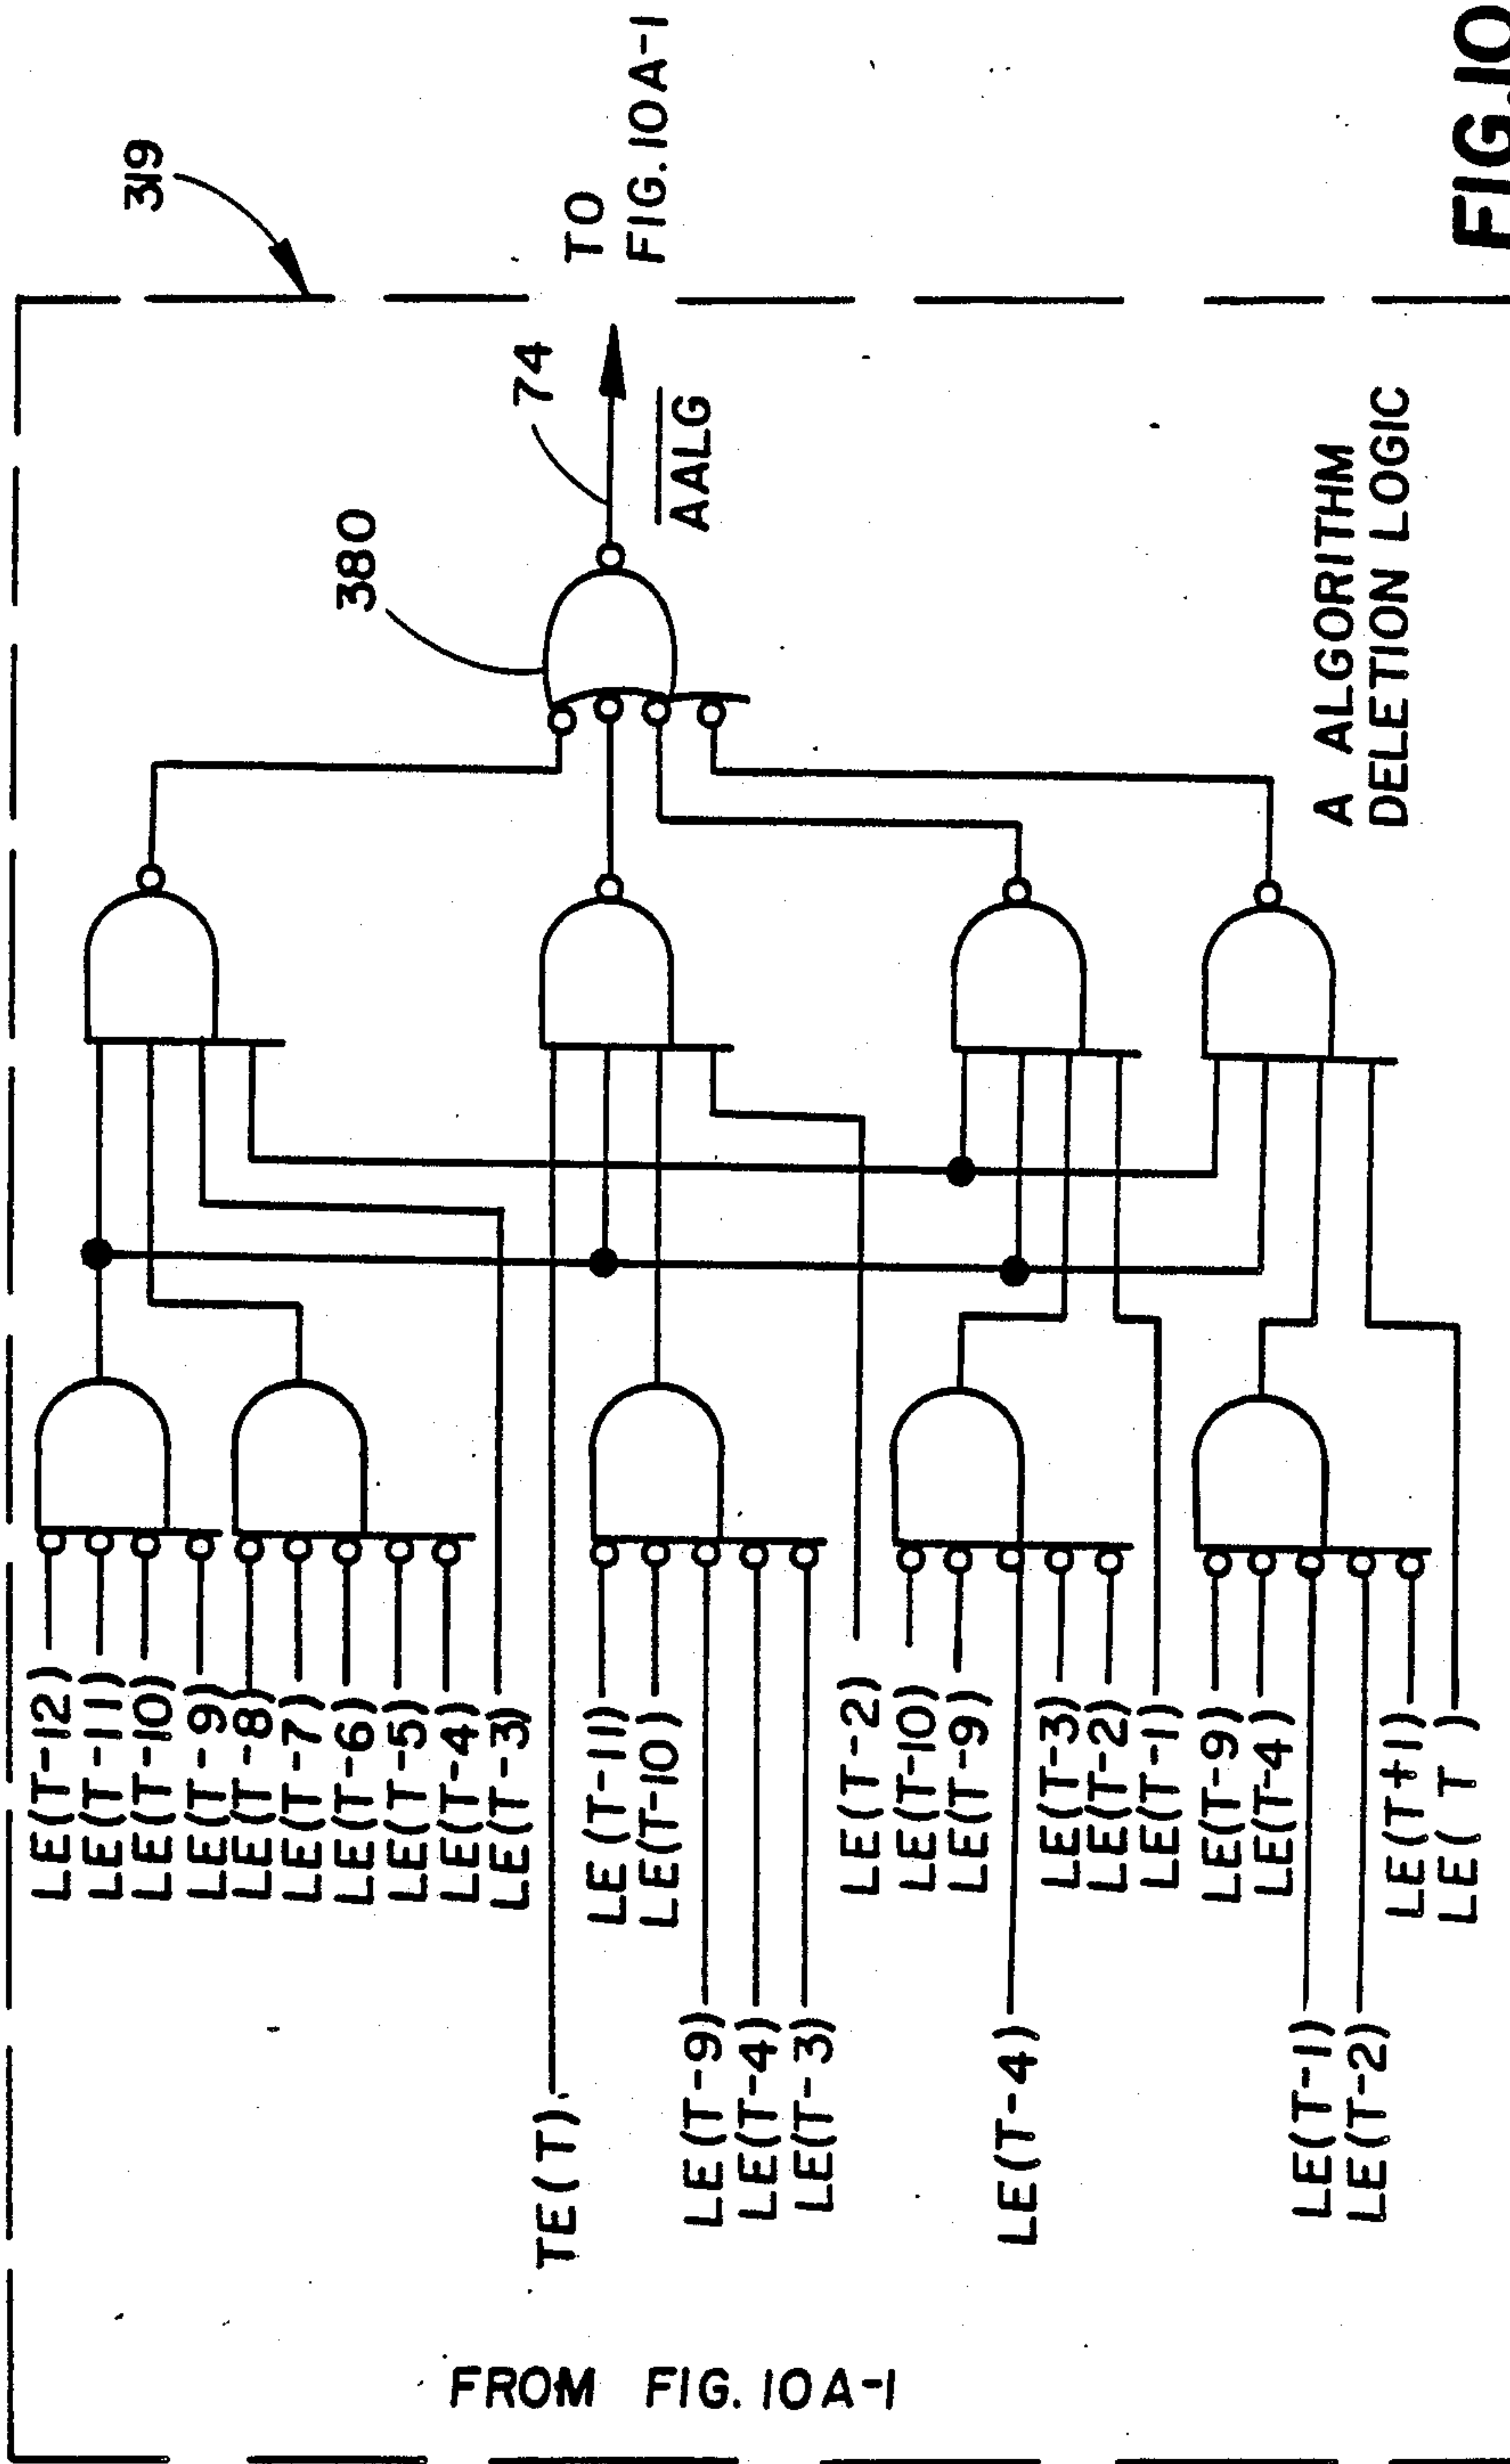 FROM FIG. 10A-1
LE(T-12)
LE(T-11)
LE(T-10)
LE(T-9)
LE(T-8)
LE(T-7)
LE(T-6)
LE(T-5)
LE(T-4)
LE(T-3)
TE(T)
LE(T-11)
LE(T-10)
LE(T-9)
LE(T-4)
LE(T-3)
LE(T-2)
LE(T-10)
LE(T-9)
LE(T-4)
LE(T-3)
LE(T-2)
LE(T-1)
LE(T-9)
LE(T-4)
LE(T-1)
LE(T-2)
LE(T+1)
LE( T )
380
74
AALG
319
TO
FIG.10A-1
A ALGORITHM
DELETION LOGIC
FIG.10